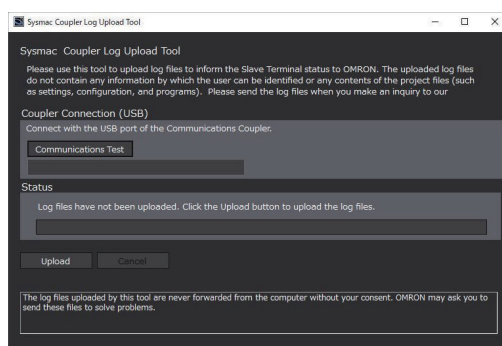 Sysmac Coupler Log Upload Tool
Sysmac Coupler Log Upload Tool
Please use this tool to upload log files to inform the Slave Terminal status to OMRON. The uploaded log files
do not contain any information by which the user can be identified or any contents of the project files (such
as settings, configuration, and programs). Please send the log files when you make an inquiry to our
Coupler Connection (USB)
Connect with the USB port of the Communications Coupler.
Communications Test
Status
Log files have not been uploaded. Click the Upload button to upload the log files.
Upload Cancel
The log files uploaded by this tool are never forwarded from the computer without your consent. OMRON may ask you to
send these files to solve problems.